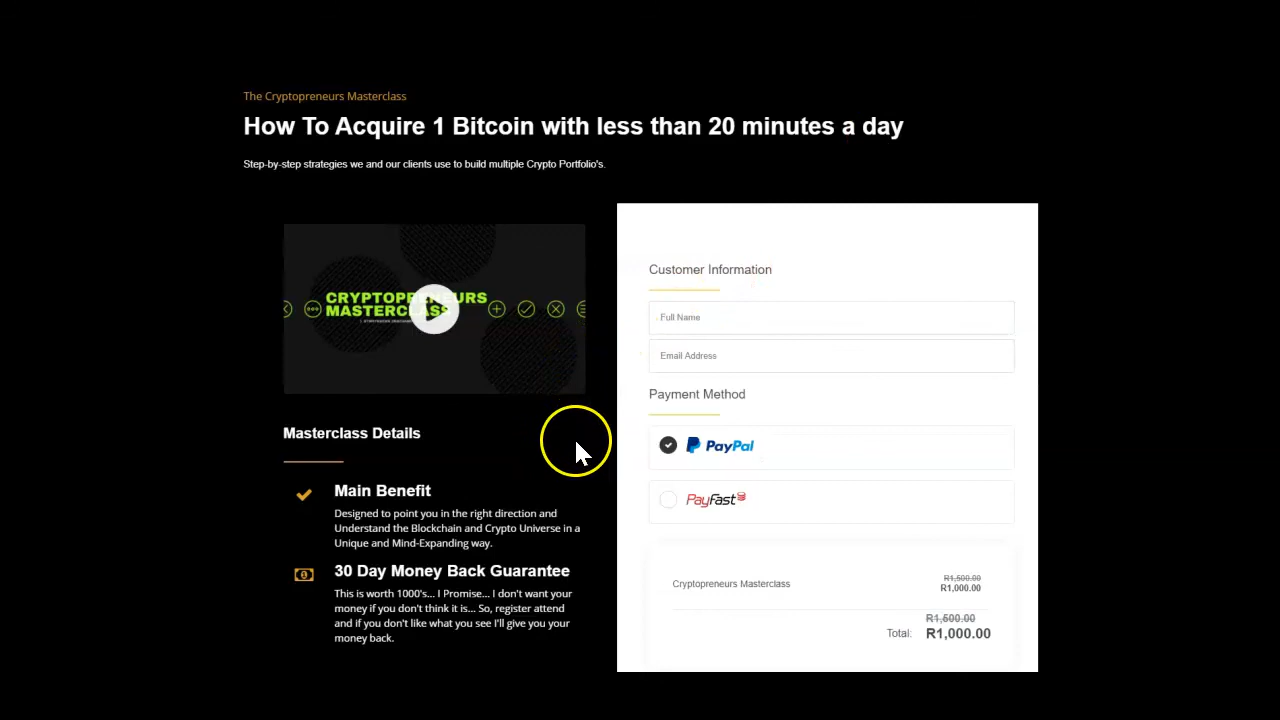 The Cryptopreneurs Masterclass
How To Acquire 1 Bitcoin with less than 20 minutes a day
Step-by-step strategies we and our clients use to build multiple Crypto Portfolio's.
CRYPTOPRENEURS
MASTERCLASS
Masterclass Details
Main Benefit
Designed to point you in the right direction and
Understand the Blockchain and Crypto Universe in a
Unique and Mind-Expanding way.
30 Day Money Back Guarantee
This is worth 1000's... I Promise... I don't want your
money if you don't think it is... So, register attend
and if you don't like what you see I'll give you your
money back.
Customer Information
Full Name
Email Address
Payment Method
PayPal
PayFast
Cryptopreneurs Masterclass
R1,500.00
R1,000.00
R1,500.00
Total: R1,000.00